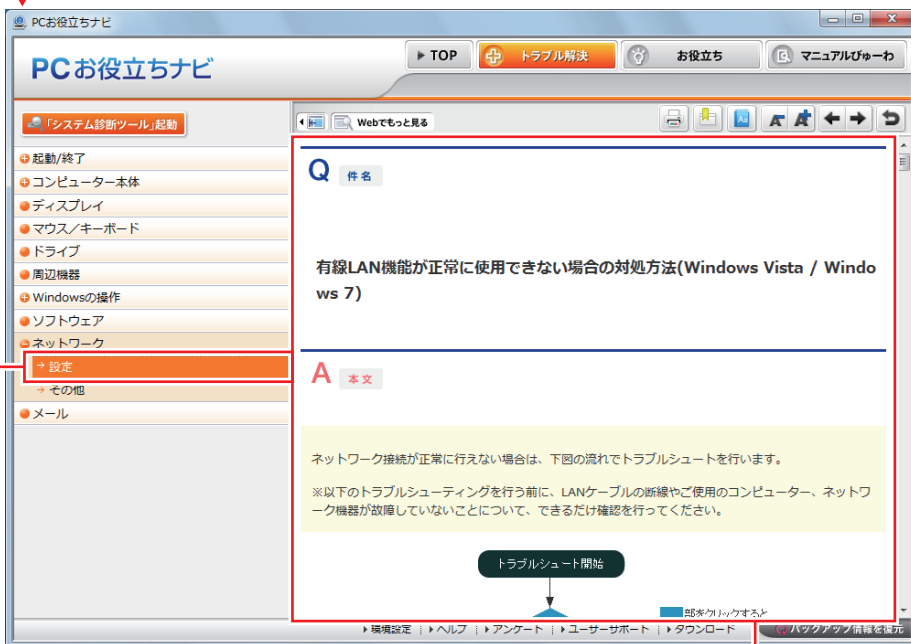 PCお役立ちナビ
PCお役立ちナビ
TOP
トラブル解決
お役立ち
マニュアルびゅーわ
「システム診断ツール」起動
Webでもっと見る
起動/終了
コンピューター本体
ディスプレイ
マウス/キーボード
ドライブ
周辺機器
Windowsの操作
ソフトウェア
ネットワーク
設定
その他
メール
Q 件名
有線LAN機能が正常に使用できない場合の対処方法(Windows Vista / Windo
ws 7)
A 本文
ネットワーク接続が正常に行えない場合は、下図の流れでトラブルシュートを行います。
※以下のトラブルシューティングを行う前に、LANケーブルの断線やご使用のコンピューター、ネットワ
ーク機器が故障していないことについて、できるだけ確認を行ってください。
トラブルシュート開始
部をクリックすると
環境設定 ヘルプ アンケート ユーザーサポート ダウンロード
バックアップ情報を復元